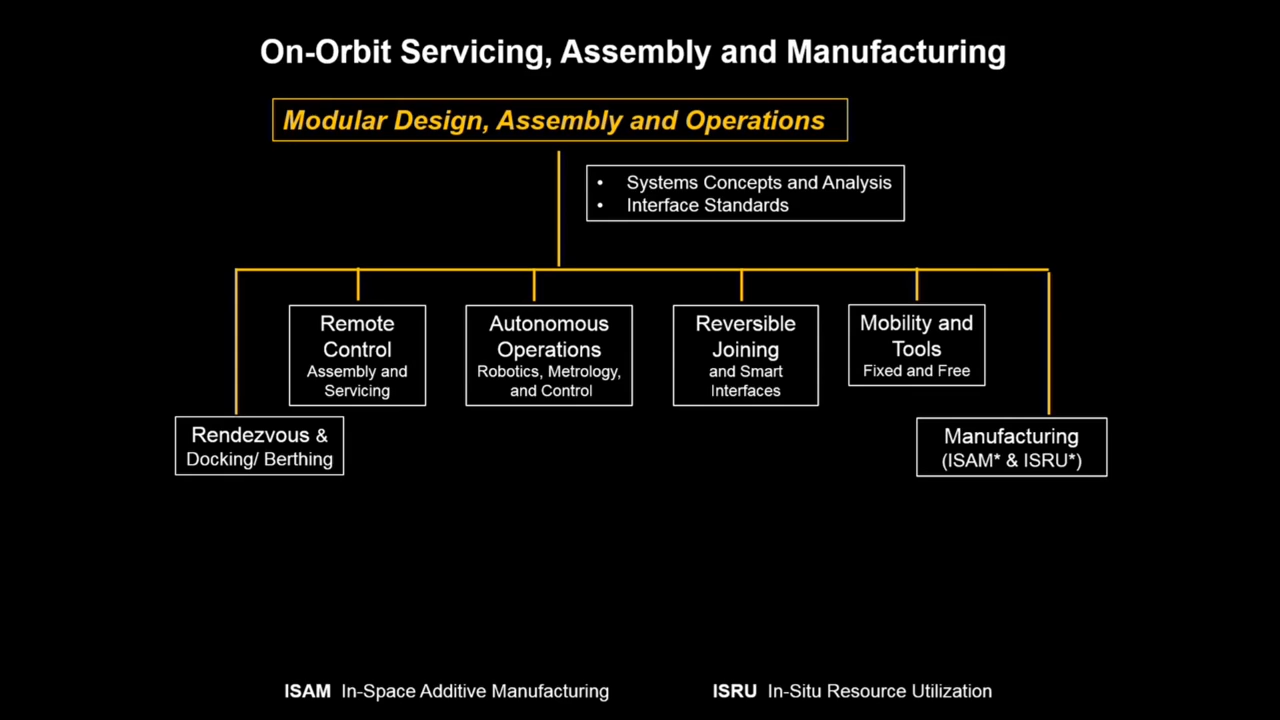 On-Orbit Servicing, Assembly and Manufacturing
Modular Design, Assembly and Operations
• Systems Concepts and Analysis
• Interface Standards
Remote
Control
Assembly and
Servicing
Autonomous
Operations
Robotics, Metrology,
and Control
Reversible
Joining
and Smart
Interfaces
Mobility and
Tools
Fixed and Free
Rendezvous &
Docking/ Berthing
Manufacturing
(ISAM* & ISRU*)
ISAM In-Space Additive Manufacturing
ISRU In-Situ Resource Utilization